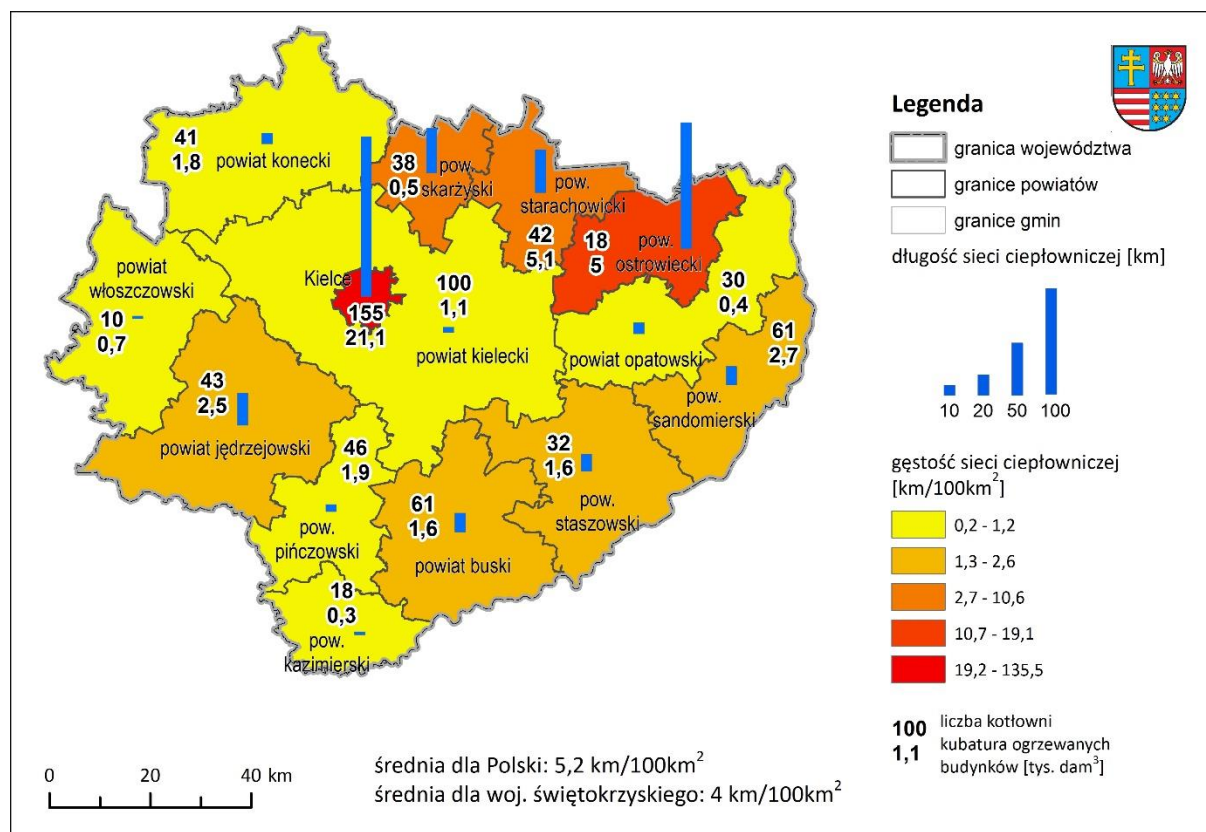 41
1,8
powiat konecki
38
0,5
pow.
skarżyski
pow.
starachowicki
42
5,1
18
5
pow.
ostrowiecki
powiat
włoszczowski
10
0,7
Kielce
155
21,1
100
1,1
powiat kielecki
30
0,4
powiat opatowski
61
2,7
pow.
sandomierski
43
2,5
powiat jędrzejowski
46
1,9
pow.
pińczowski
32
1,6
pow.
staszowski
61
1,6
powiat buski
18
0,3
pow.
kazimierski
Legenda
granica województwa
granice powiatów
granice gmin
długość sieci ciepłowniczej [km]
10 20 50 100
gęstość sieci ciepłowniczej
[km/100km²]
0,2 - 1,2
1,3 - 2,6
2,7 - 10,6
10,7 - 19,1
19,2 - 135,5
100 liczba kotłowni
1,1 kubatura ogrzewanych
budynków [tys. dam³]
0 20 40 km
średnia dla Polski: 5,2 km/100km²
średnia dla woj. świętokrzyskiego: 4 km/100km²